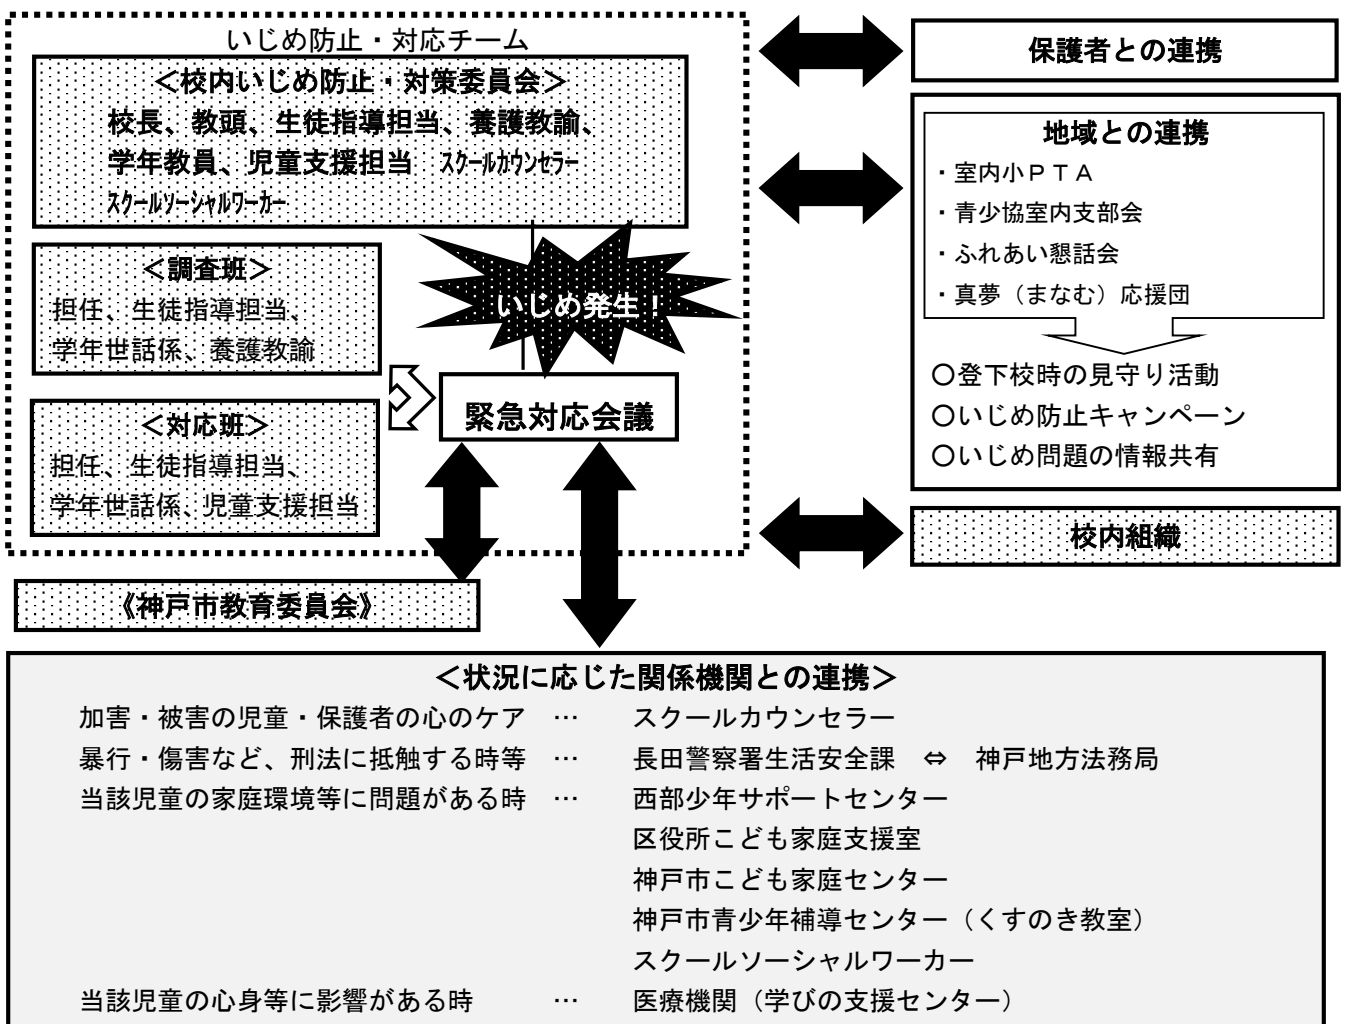 いじめ防止・対応チーム
＜校内いじめ防止・対策委員会＞
校長、教頭、生徒指導担当、養護教諭、
学年教員、児童支援担当　スクールカウンセラー
スクールソーシャルワーカー
＜調査班＞
担任、生徒指導担当、
学年世話係、養護教諭
いじめ発生！
＜対応班＞
担任、生徒指導担当、
学年世話係、児童支援担当
緊急対応会議
《神戸市教育委員会》
保護者との連携
地域との連携
・室内小ＰＴＡ
・青少協室内支部会
・ふれあい懇話会
・真夢（まなむ）応援団
〇登下校時の見守り活動
〇いじめ防止キャンペーン
〇いじめ問題の情報共有
校内組織
＜状況に応じた関係機関との連携＞
加害・被害の児童・保護者の心のケア　…　スクールカウンセラー
暴行・傷害など、刑法に抵触する時等　…　長田警察署生活安全課　⇔　神戸地方法務局
当該児童の家庭環境等に問題がある時　…　西部少年サポートセンター
区役所こども家庭支援室
神戸市こども家庭センター
神戸市青少年補導センター（くすのき教室）
スクールソーシャルワーカー
当該児童の心身等に影響がある時　…　医療機関（学びの支援センター）